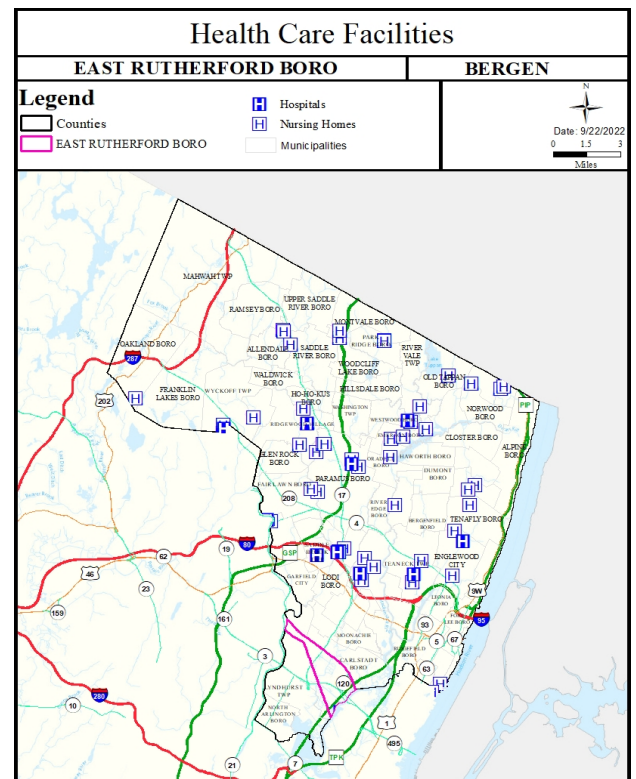 Health Care Facilities
EAST RUTHERFORD BORO
BERGEN
Legend
Counties
EAST RUTHERFORD BORO
Hospitals
Nursing Homes
Municipalities
N
Date: 9/22/2022
0 1.5 3
Miles
MAHWAH TWP
RAMSEY BORO
UPPER SADDLE
RIVER BORO
MONTVALE BORO
OAKLAND BORO
287
ALLENDALE
BORO
SADDLE
RIVER BORO
RIVER
VALE
TWP
WOODCLIFF
LAKE BORO
WALDWICK
BORO
FRANKLIN
LAKES BORO
WYCKOFF TWP
HO-HO-KUS
BORO
HILLSDALE BORO
202
WASHINGTON
TWP
NORWOOD
BORO
PIP
CLOSTER BORO
ALPINE
BORO
GLEN ROCK
BORO
HAWORTH BORO
PARAMUS BORO
DUMONT
BORO
FAIR LAWN BORO
208
17
RIVER
EDGE
BORO
4
BERGENFIELD
BORO
TENAFLY BORO
ENGLEWOOD
CITY
80
19
62
GSP
46
23
GARFIELD
CITY
LODI
BORO
LEONIA
BORO
9W
159
161
93
95
5
67
MOONACHIE
BORO
3
CARLSTADT
BORO
63
120
LYNDHURST
TWP
280
10
NORTH
ARLINGTON
BORO
1
495
21
7
TPK